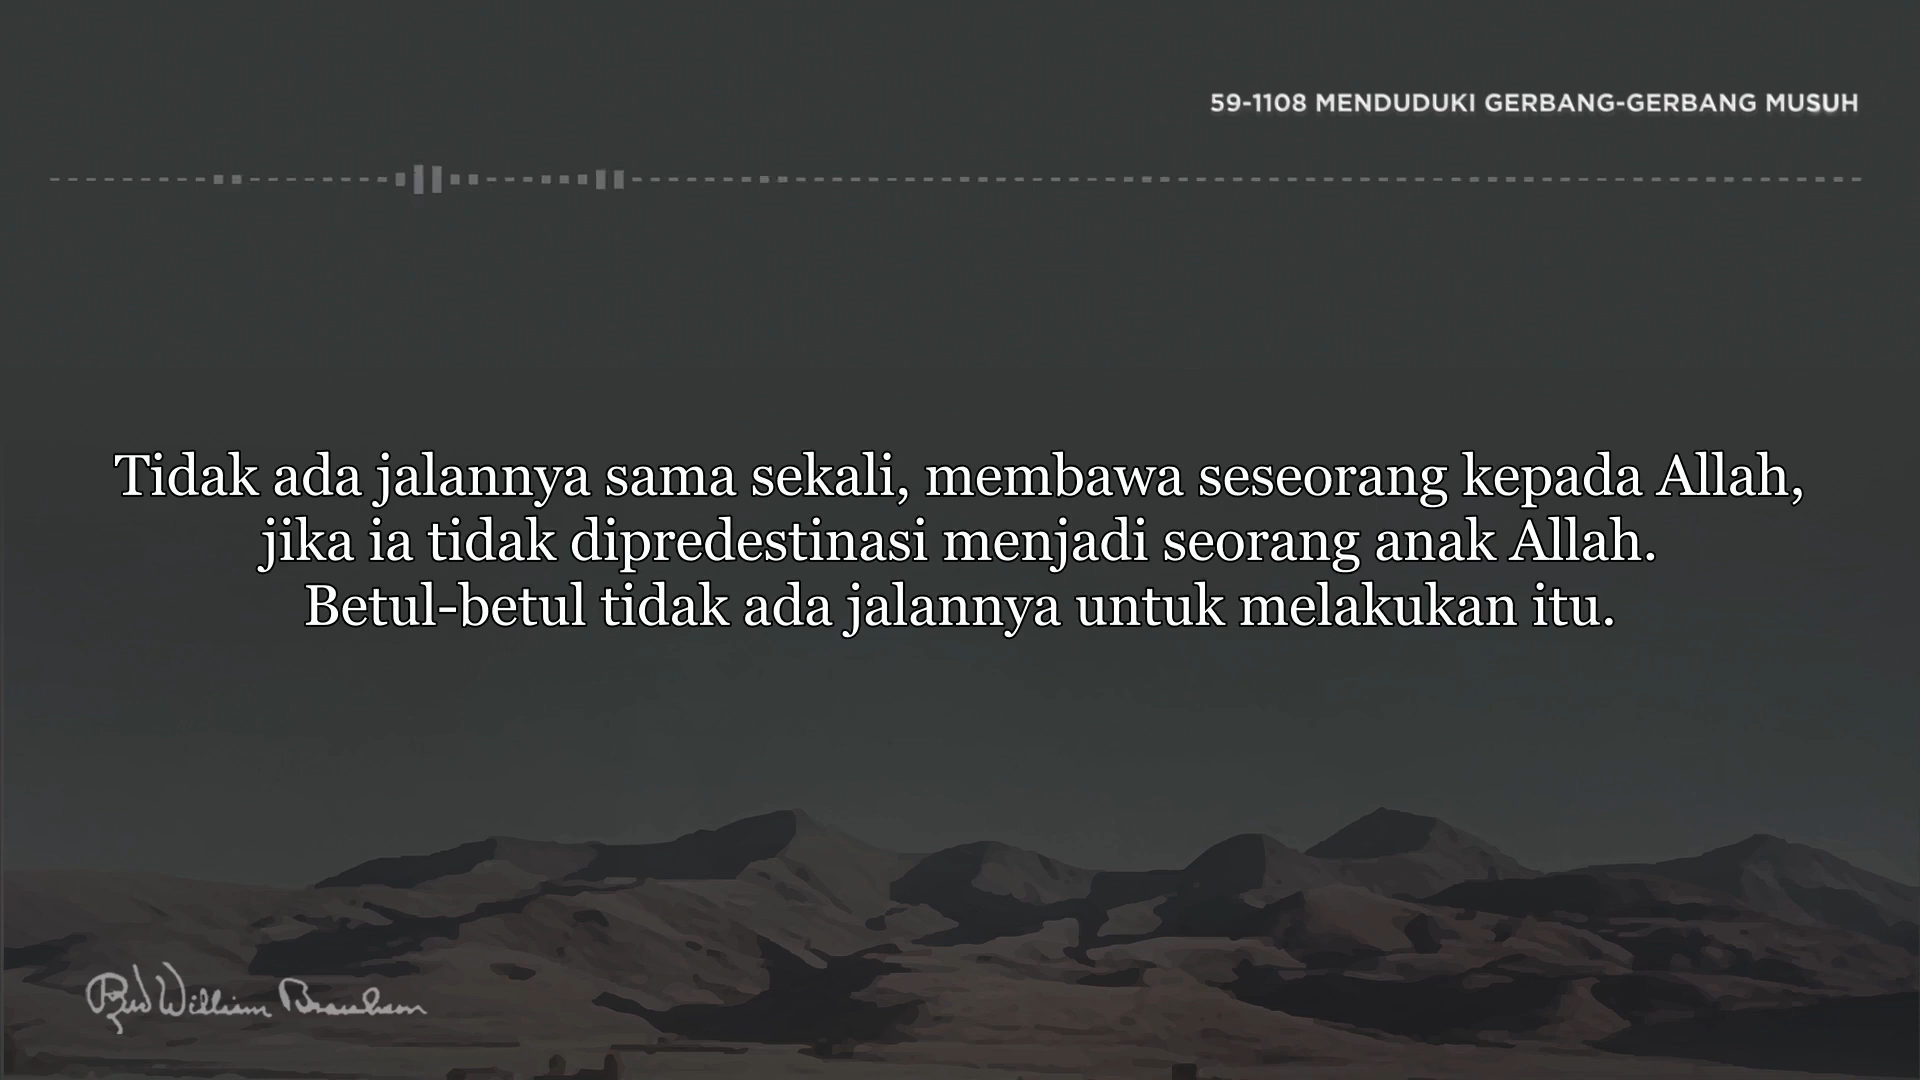 59-1108 MENDUDUKI GERBANG-GERBANG MUSUH
Tidak ada jalannya sama sekali, membawa seseorang kepada Allah,
jika ia tidak dipredestinasi menjadi seorang anak Allah.
Betul-betul tidak ada jalannya untuk melakukan itu.
William Branham